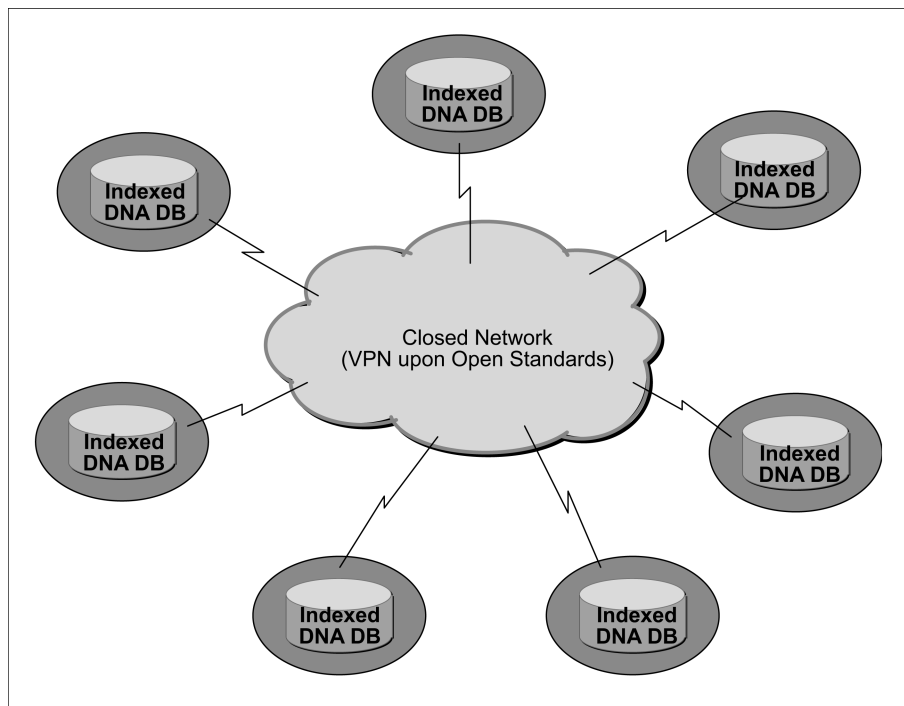 Indexed
DNA DB
Indexed
DNA DB
Indexed
DNA DB
Closed Network
(VPN upon Open Standards)
Indexed
DNA DB
Indexed
DNA DB
Indexed
DNA DB
Indexed
DNA DB